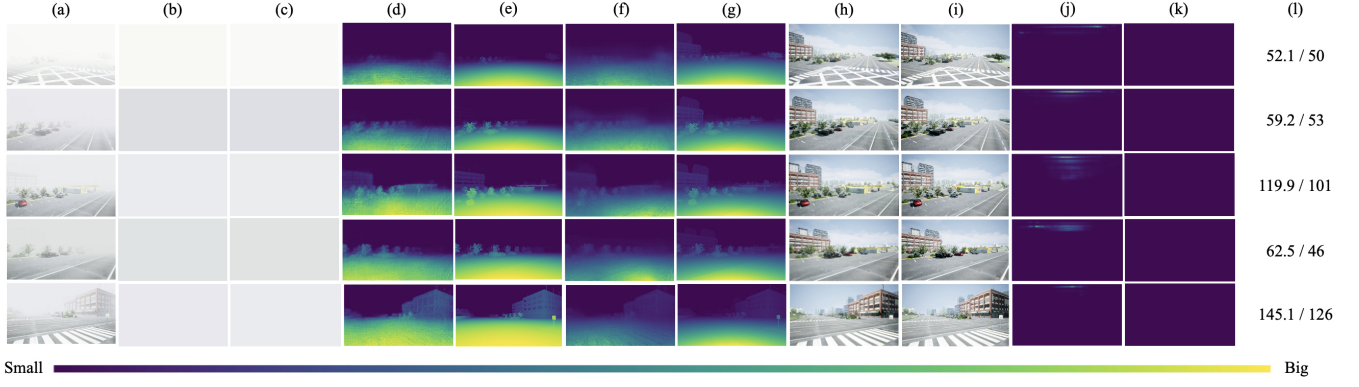 (a) (b) (c) (d) (e) (f) (g) (h) (i) (j) (k) (l)
52.1 / 50
59.2 / 53
119.9 / 101
62.5 / 46
145.1 / 126
Small Big